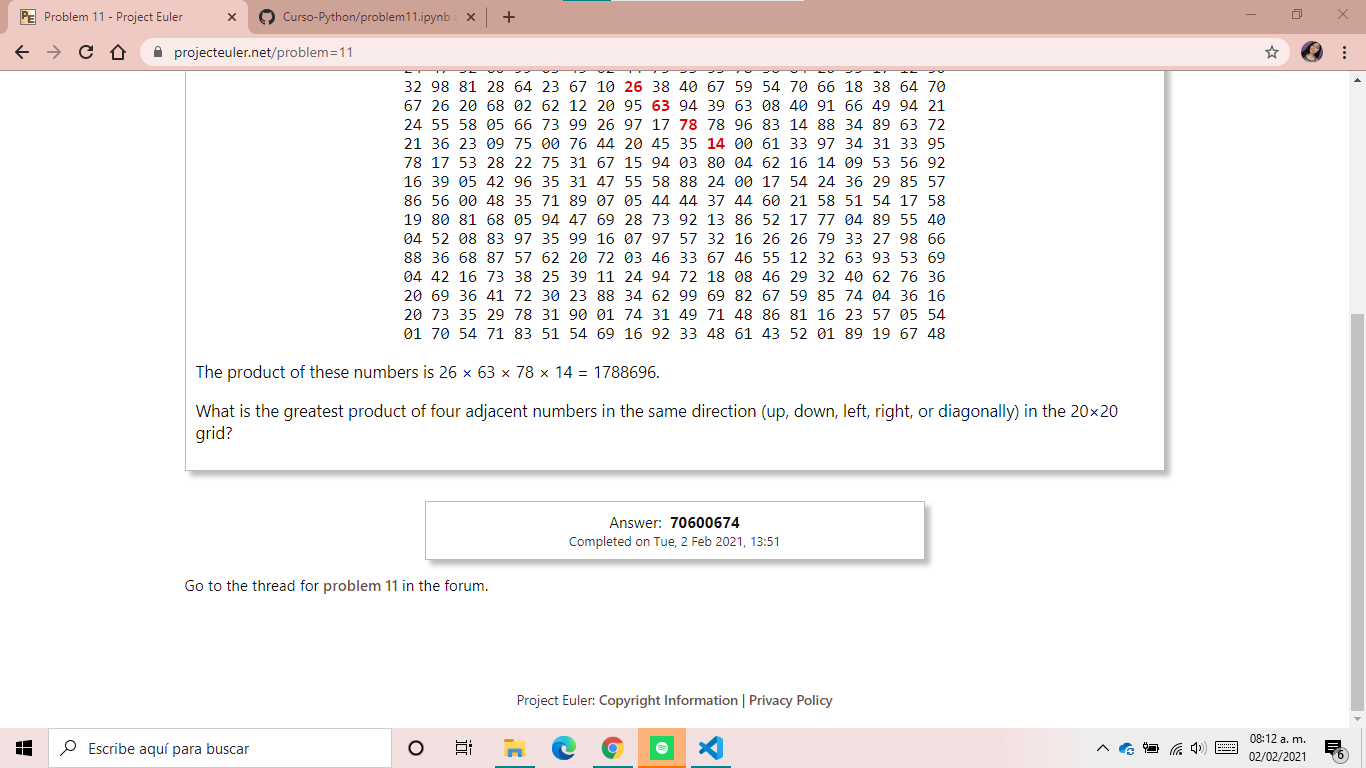 Problem 11 - Project Euler
Curso-Python/problem11.ipynb a
projecteuler.net/problem=11
32 98 81 28 64 23 67 10 26 38 40 67 59 54 70 66 18 38 64 70
67 26 20 68 02 62 12 20 95 63 94 39 63 08 40 91 66 49 94 21
24 55 58 05 66 73 99 26 97 17 78 78 96 83 14 88 34 89 63 72
21 36 23 09 75 00 76 44 20 45 35 14 00 61 33 97 34 31 33 95
78 17 53 28 22 75 31 67 15 94 03 80 04 62 16 14 09 53 56 92
16 39 05 42 96 35 31 47 55 58 88 24 00 17 54 24 36 29 85 57
86 56 00 48 35 71 89 07 05 44 44 37 44 60 21 58 51 54 17 58
19 80 81 68 05 94 47 69 28 73 92 13 86 52 17 77 04 89 55 40
04 52 08 83 97 35 99 16 07 97 57 32 16 26 26 79 33 27 98 66
88 36 68 87 57 62 20 72 03 46 33 67 46 55 12 32 63 93 53 69
04 42 16 73 38 25 39 11 24 94 72 18 08 46 29 32 40 62 76 36
20 69 36 41 72 30 23 88 34 62 99 69 82 67 59 85 74 04 36 16
20 73 35 29 78 31 90 01 74 31 49 71 48 86 81 16 23 57 05 54
01 70 54 71 83 51 54 69 16 92 33 48 61 43 52 01 89 19 67 48
The product of these numbers is 26 × 63 × 78 × 14 = 1788696.
What is the greatest product of four adjacent numbers in the same direction (up, down, left, right, or diagonally) in the 20×20
grid?
Answer: 70600674
Completed on Tue, 2 Feb 2021, 13:51
Go to the thread for problem 11 in the forum.
Project Euler: Copyright Information | Privacy Policy
Escribe aquí para buscar
08:12 a. m.
02/02/2021
6